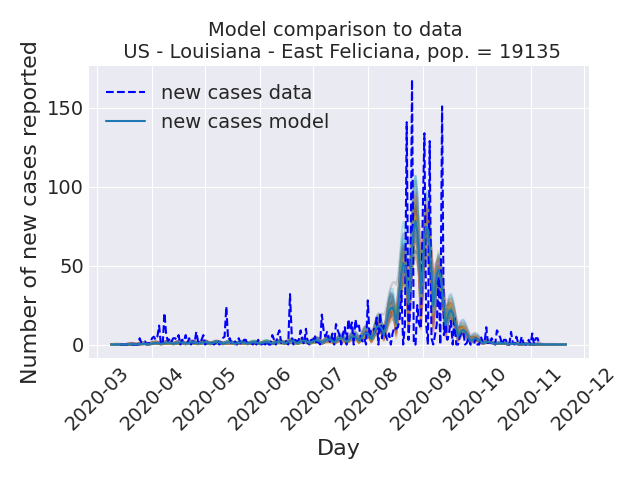 Model comparison to data
US - Louisiana - East Feliciana, pop. = 19135
Number of new cases reported
150
100
50
0
new cases data
new cases model
2020-03
2020-04
2020-05
2020-06
2020-07
2020-08
2020-09
2020-10
2020-11
2020-12
Day